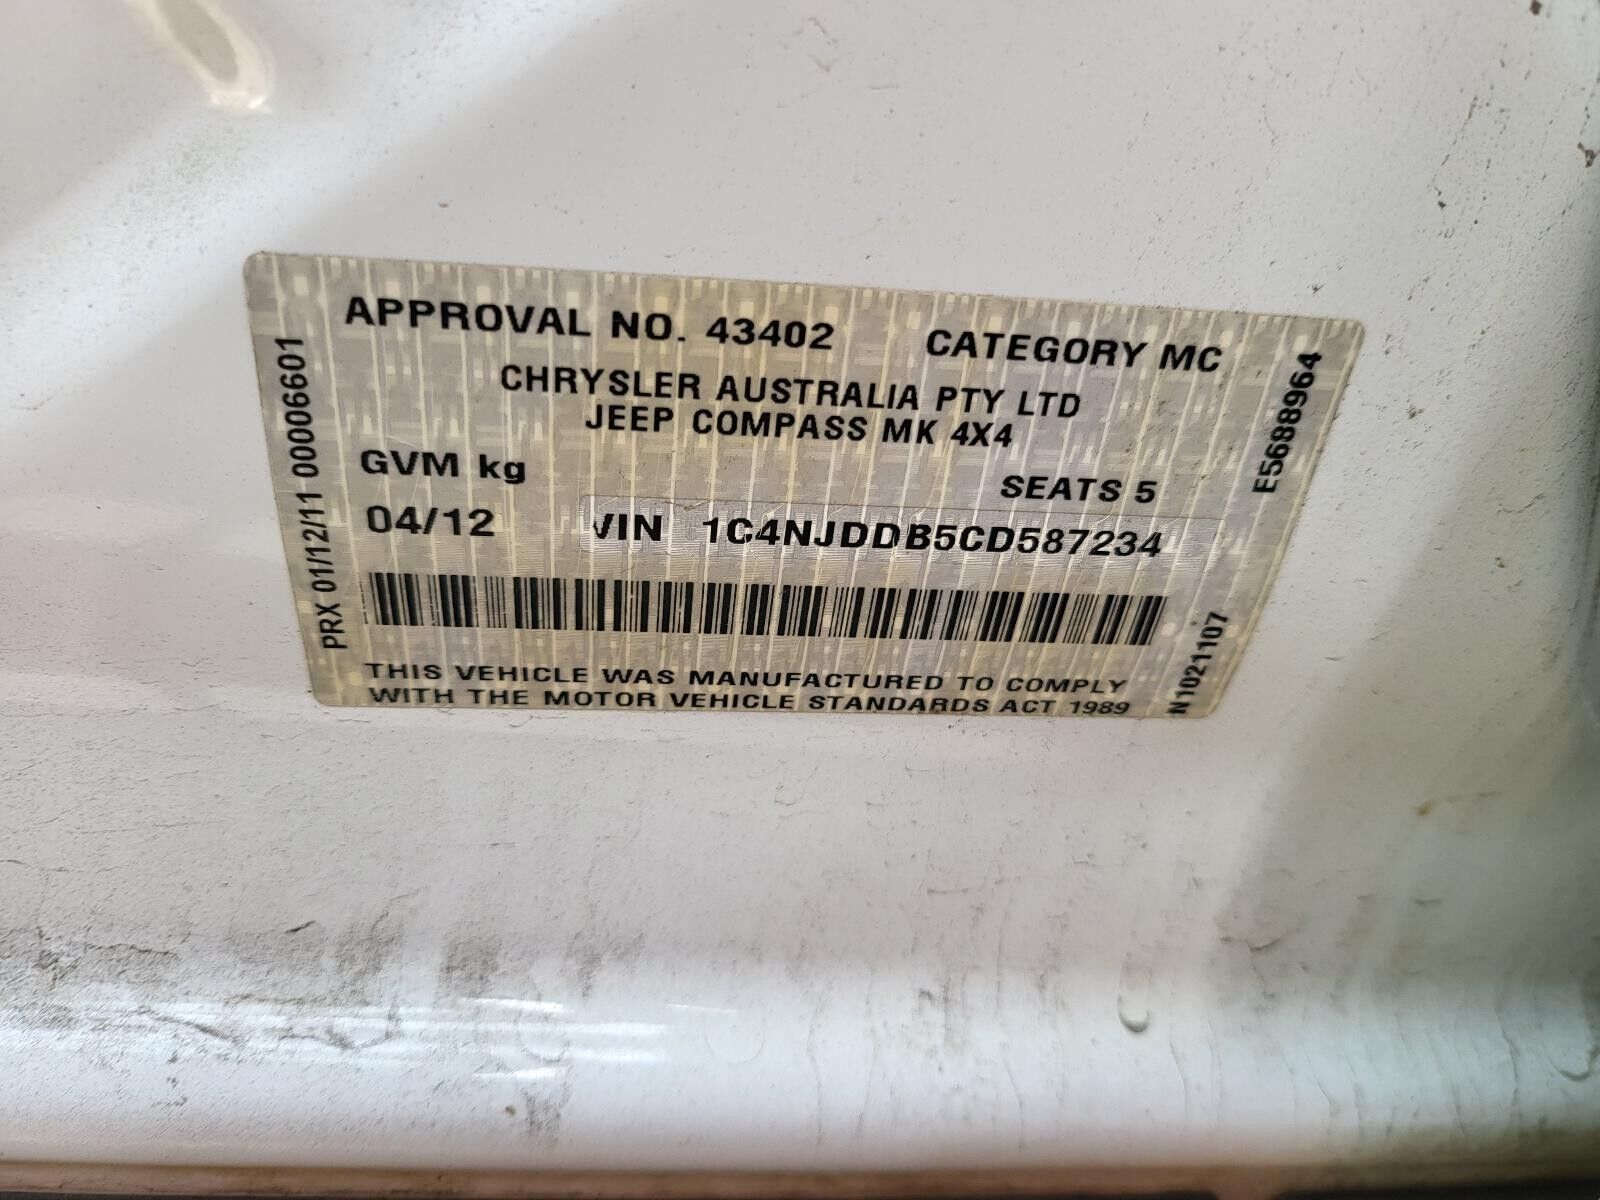 APPROVAL NO. 43402 CATEGORY MC
CHRYSLER AUSTRALIA PTY LTD
JEEP COMPASS MK 4X4
GVM kg SEATS 5
04/12 VIN 1C4NJDDB5CD587234
THIS VEHICLE WAS MANUFACTURED TO COMPLY
WITH THE MOTOR VEHICLE STANDARDS ACT 1989
PRX 01/12/11 00006601
E5688964
N1021107